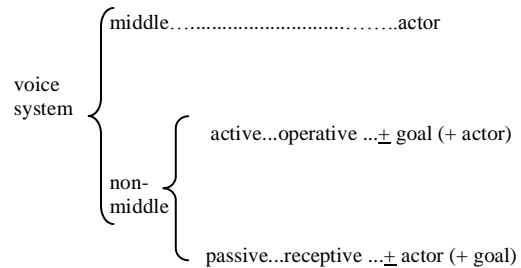 middle…..............................…….actor
voice
system
active...operative ...+ goal (+ actor)
non-
middle
passive...receptive ...+ actor (+ goal)